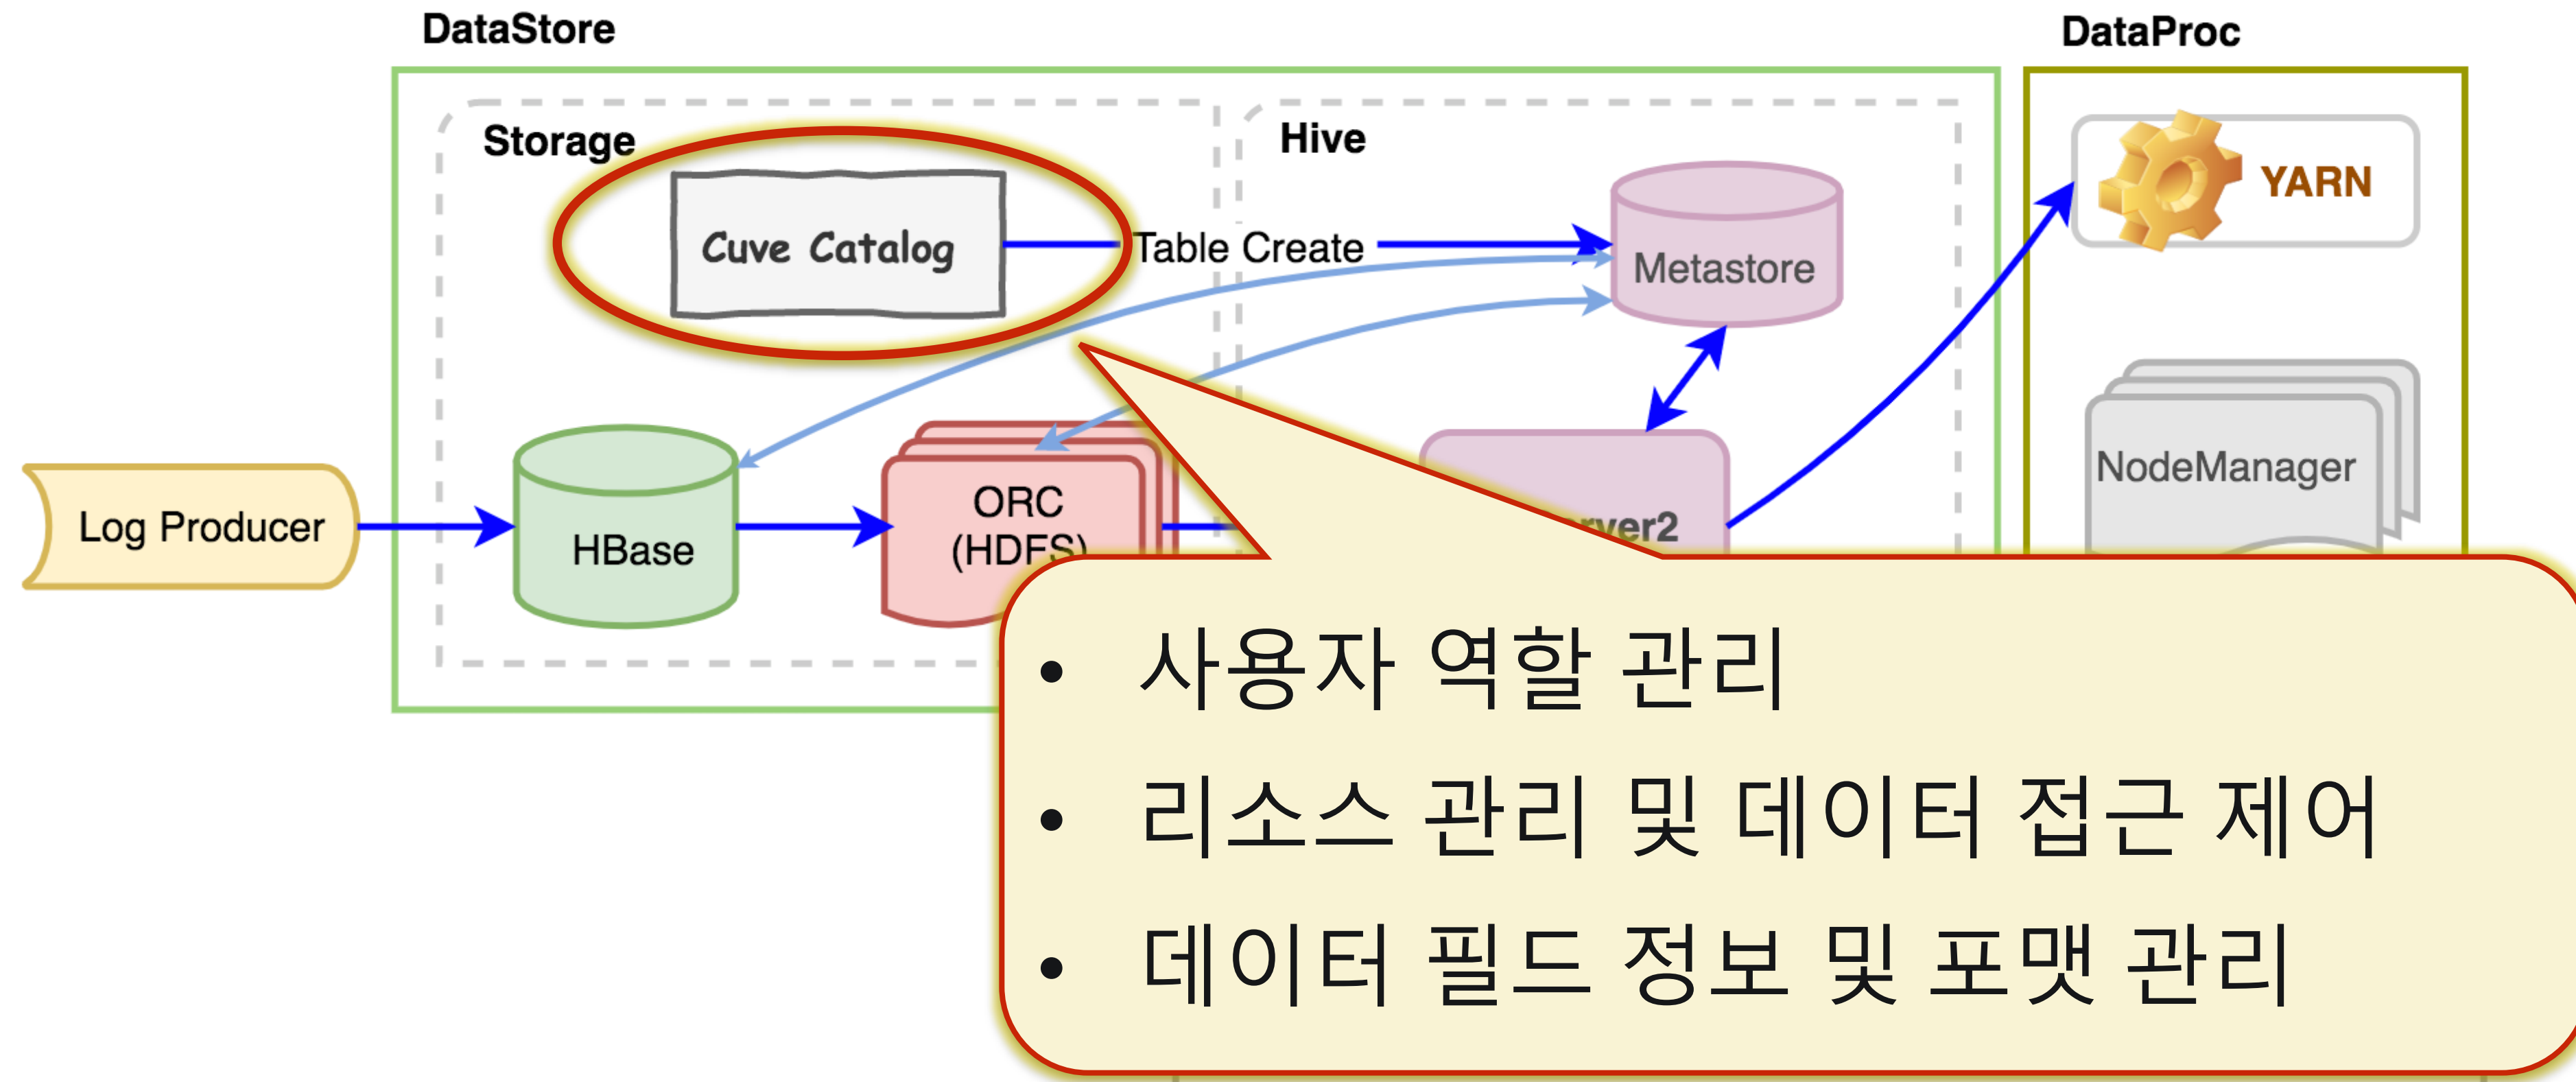 DataStore
DataProc
Storage
Hive
YARN
Cuve Catalog
Table Create
Metastore
NodeManager
Log Producer
HBase
ORC
(HDFS)
• 사용자 역할 관리
• 리소스 관리 및 데이터 접근 제어
• 데이터 필드 정보 및 포맷 관리